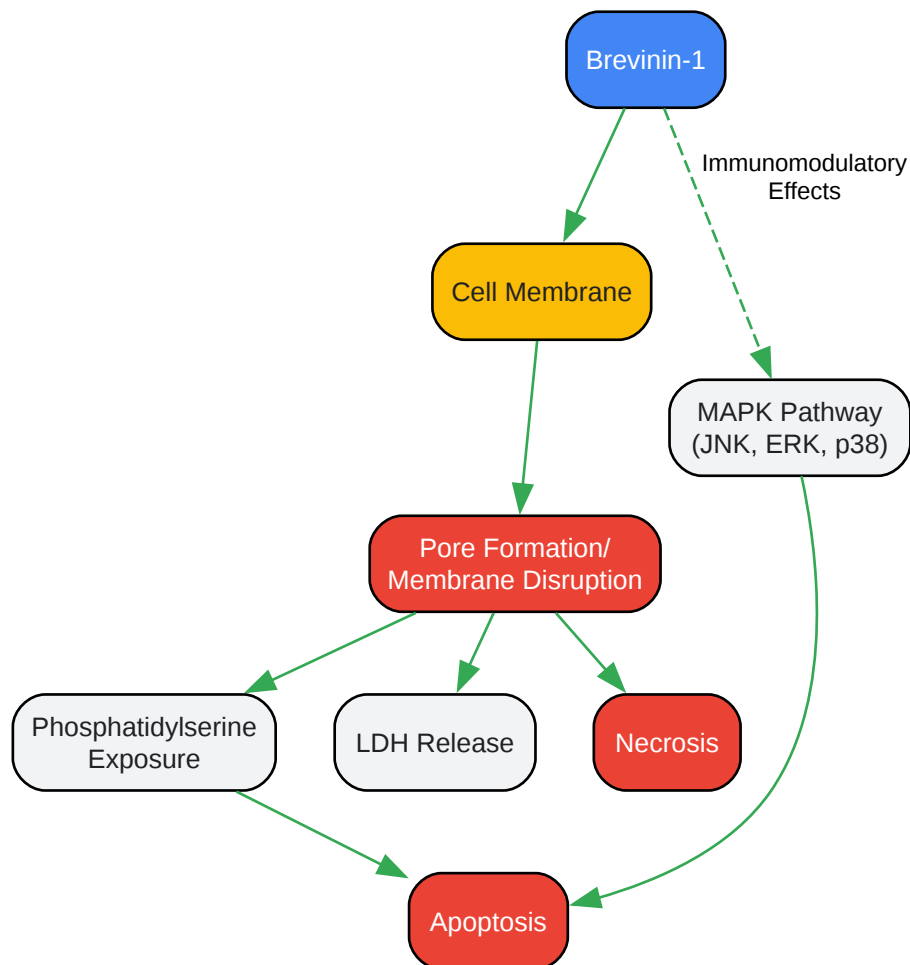 Brevinin-1
Immunomodulatory
Effects
Cell Membrane
MAPK Pathway
(JNK, ERK, p38)
Pore Formation/
Membrane Disruption
Phosphatidylserine
Exposure
LDH Release
Necrosis
Apoptosis